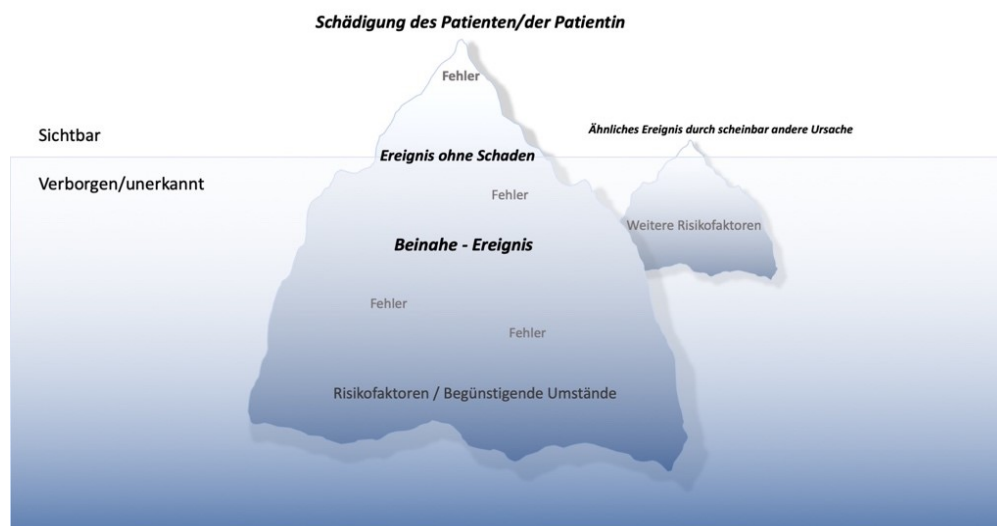 Schädigung des Patienten/der Patientin
Fehler
Sichtbar
Ähnliches Ereignis durch scheinbar andere Ursache
Ereignis ohne Schaden
Verborgen/unerkannt
Fehler
Weitere Risikofaktoren
Beinahe - Ereignis
Fehler
Fehler
Risikofaktoren / Begünstigende Umstände